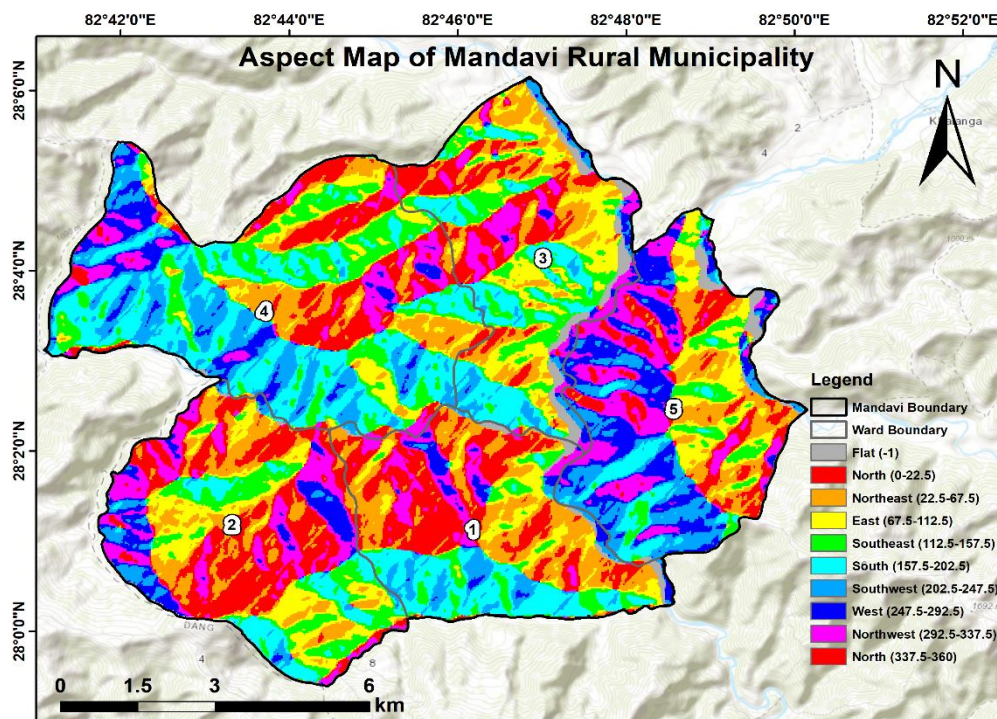 82°42'0"E 82°44'0"E 82°46'0"E 82°48'0"E 82°50'0"E 82°52'0"E
Aspect Map of Mandavi Rural Municipality
28°6'0"N
28°4'0"N
28°2'0"N
28°0'0"N
N
2
4
3
4
5
2
1
DANG
4
8
Legend
Mandavi Boundary
Ward Boundary
Flat (-1)
North (0-22.5)
Northeast (22.5-67.5)
East (67.5-112.5)
Southeast (112.5-157.5)
South (157.5-202.5)
Southwest (202.5-247.5)
West (247.5-292.5)
Northwest (292.5-337.5)
North (337.5-360)
0 1.5 3 6
km